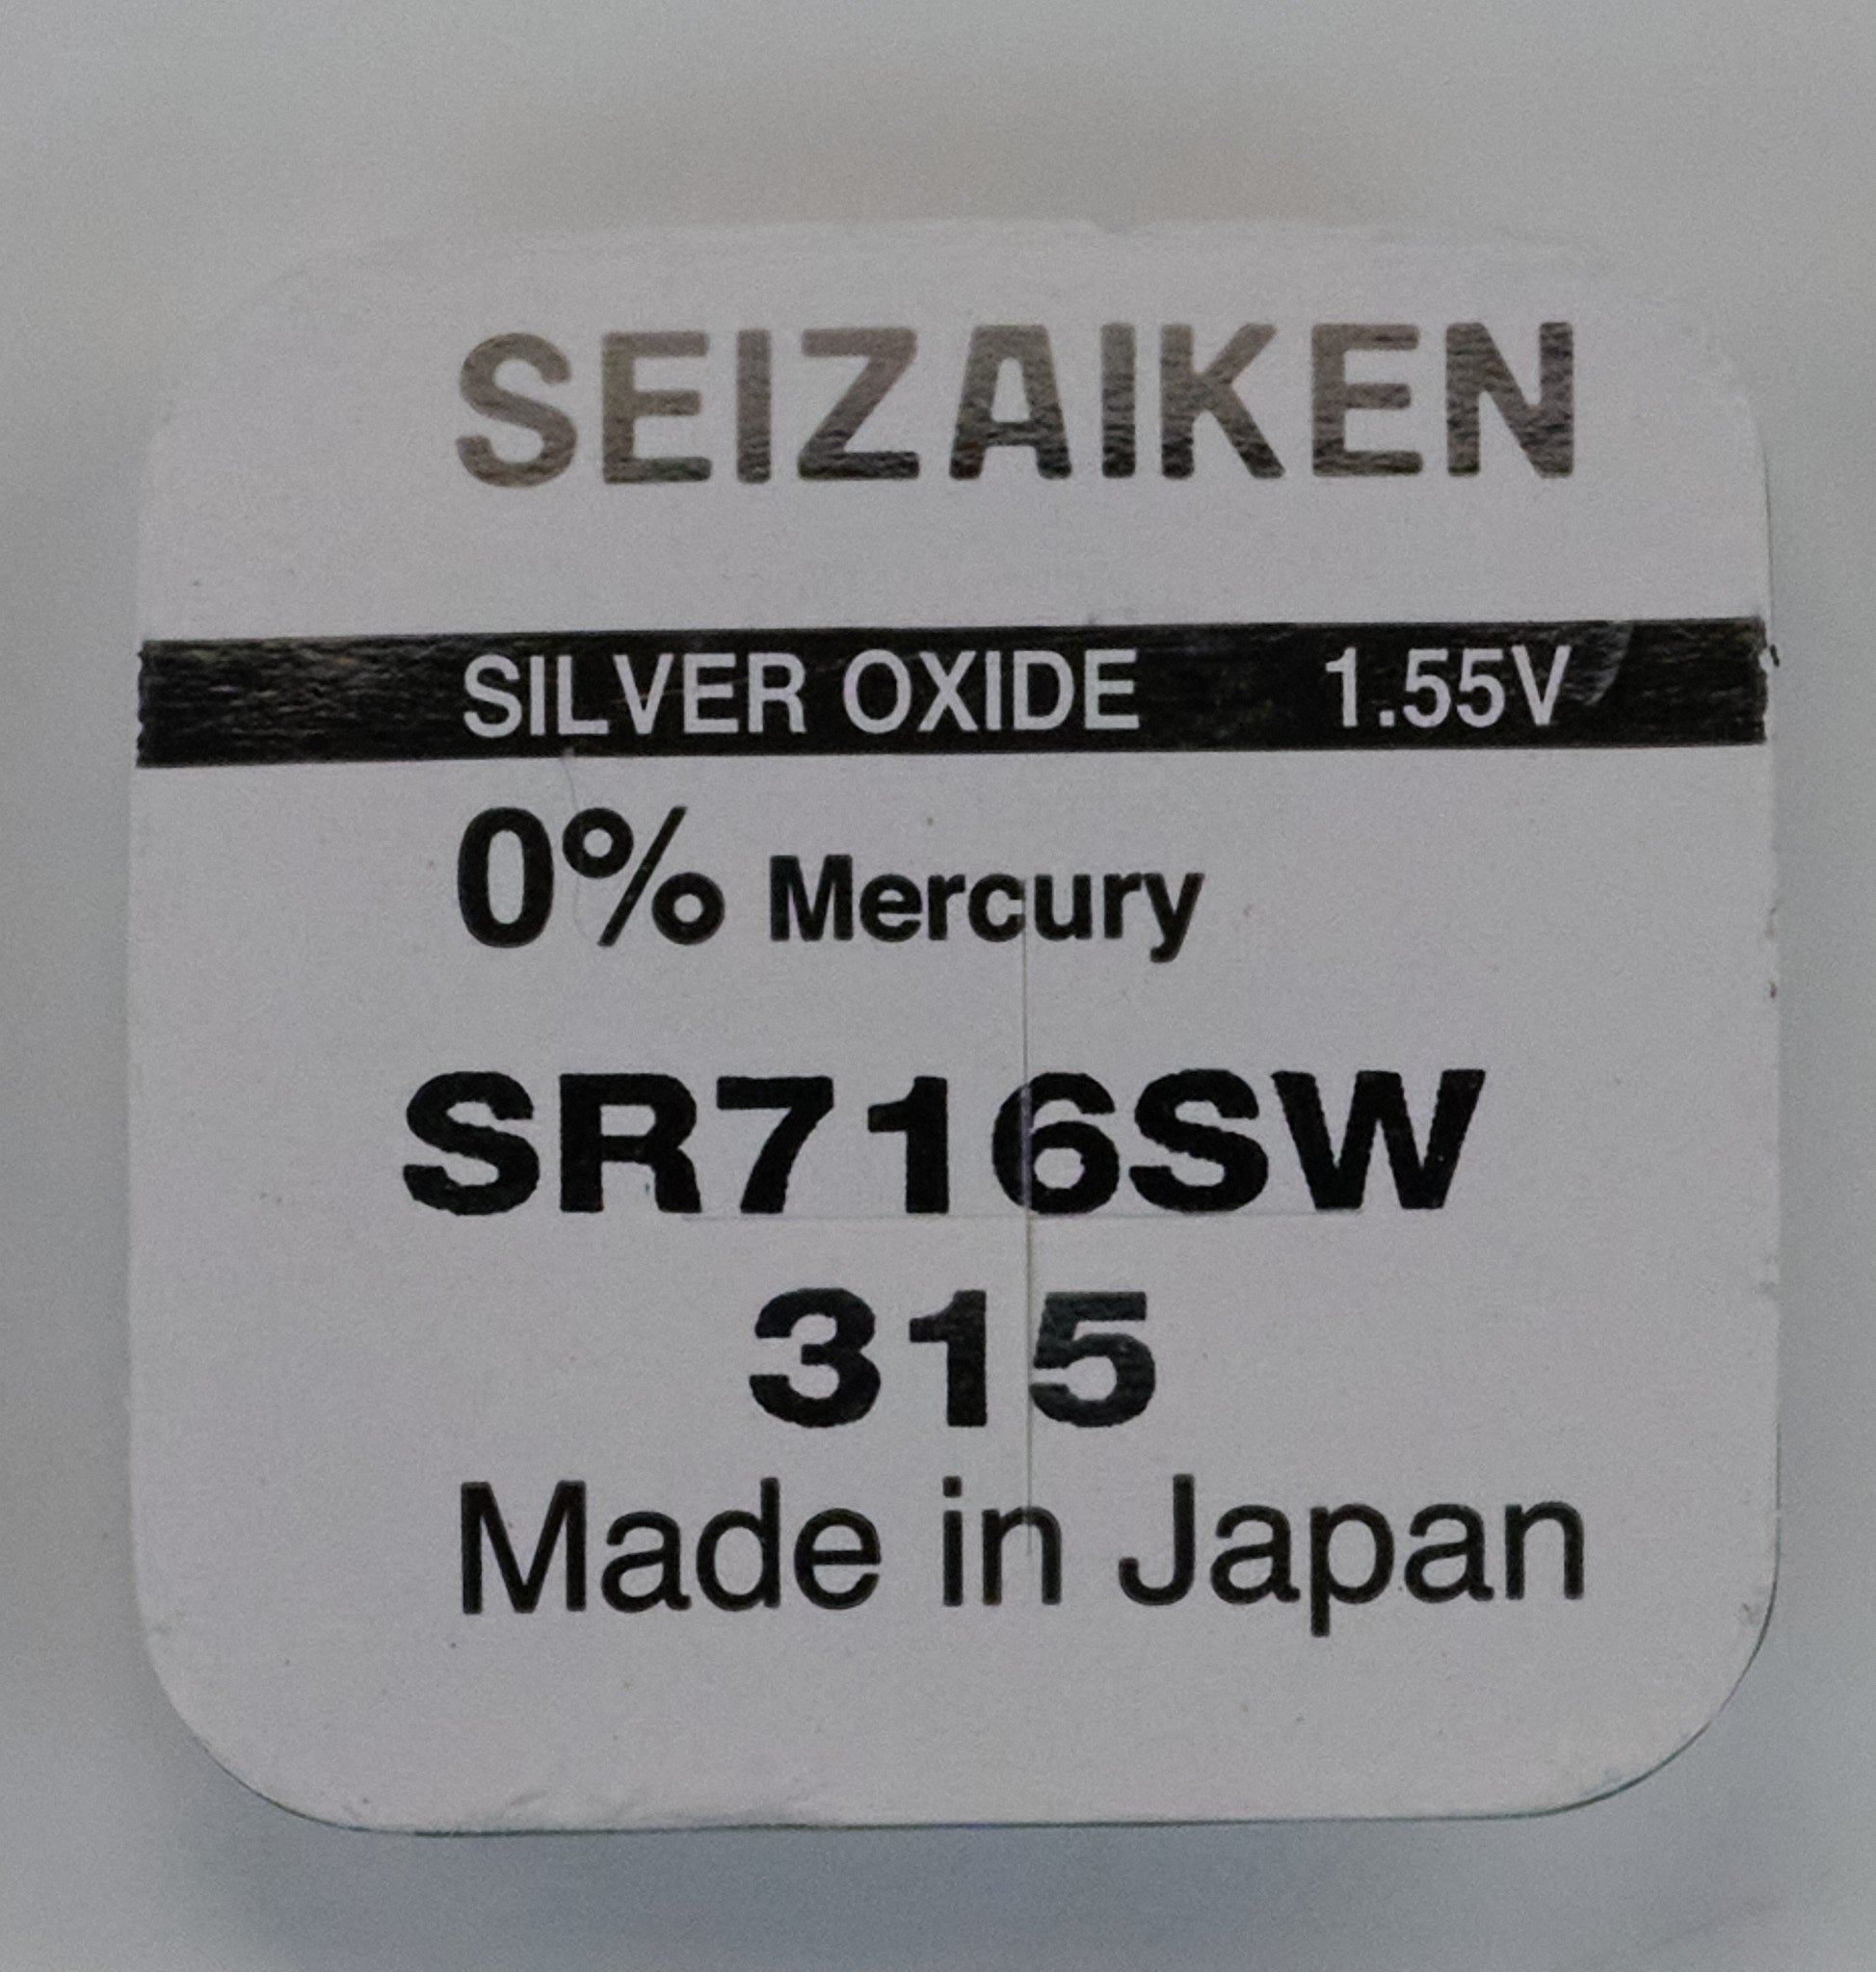 SEIZAIKEN
SILVER OXIDE 1.55V
0% Mercury
SR716SW
315
Made in Japan